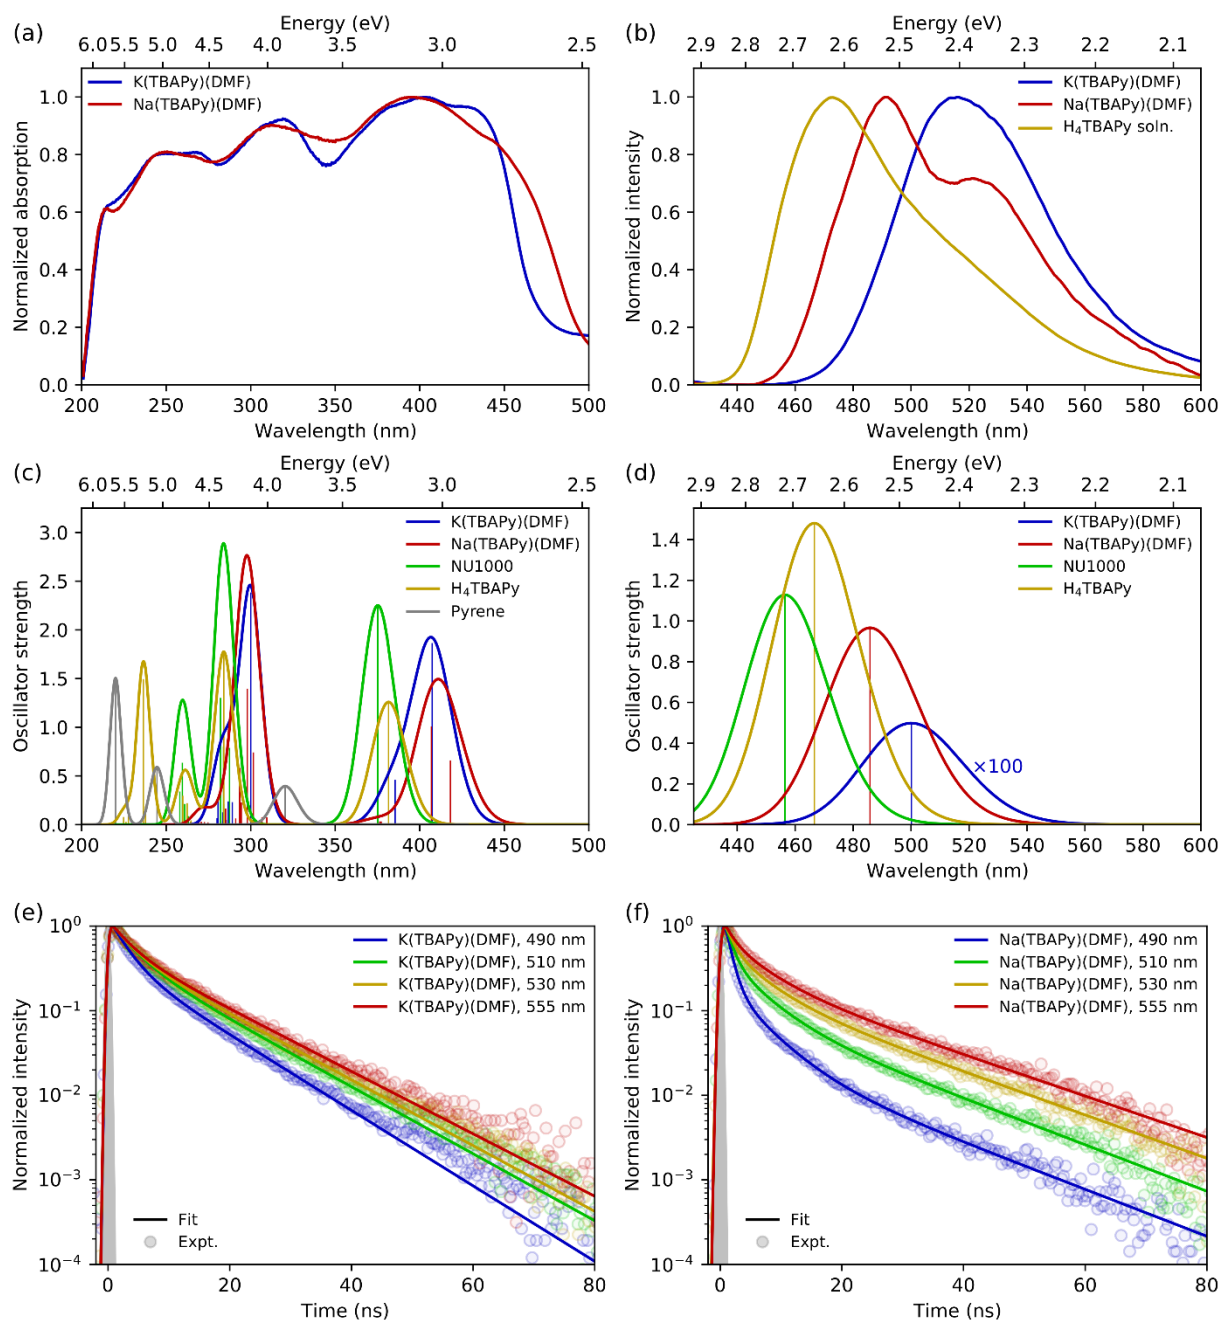 (a)
Energy (eV)
6.0 5.5 5.0 4.5 4.0 3.5 3.0 2.5
K(TBAPy)(DMF)
Na(TBAPy)(DMF)
Normalized absorption
1.0
0.8
0.6
0.4
0.2
0.0
200 250 300 350 400 450 500
Wavelength (nm)
(b)
Energy (eV)
2.9 2.8 2.7 2.6 2.5 2.4 2.3 2.2 2.1
K(TBAPy)(DMF)
Na(TBAPy)(DMF)
H₄TBAPy soln.
Normalized intensity
1.0
0.8
0.6
0.4
0.2
0.0
440 460 480 500 520 540 560 580 600
Wavelength (nm)
(c)
Energy (eV)
6.0 5.5 5.0 4.5 4.0 3.5 3.0 2.5
K(TBAPy)(DMF)
Na(TBAPy)(DMF)
NU1000
H₄TBAPy
Pyrene
Oscillator strength
3.0
2.5
2.0
1.5
1.0
0.5
0.0
200 250 300 350 400 450 500
Wavelength (nm)
(d)
Energy (eV)
2.9 2.8 2.7 2.6 2.5 2.4 2.3 2.2 2.1
K(TBAPy)(DMF)
Na(TBAPy)(DMF)
NU1000
H₄TBAPy
×100
Oscillator strength
1.4
1.2
1.0
0.8
0.6
0.4
0.2
0.0
440 460 480 500 520 540 560 580 600
Wavelength (nm)
(e)
K(TBAPy)(DMF), 490 nm
K(TBAPy)(DMF), 510 nm
K(TBAPy)(DMF), 530 nm
K(TBAPy)(DMF), 555 nm
Fit
Expt.
Normalized intensity
10⁰
10⁻¹
10⁻²
10⁻³
10⁻⁴
0 20 40 60 80
Time (ns)
(f)
Na(TBAPy)(DMF), 490 nm
Na(TBAPy)(DMF), 510 nm
Na(TBAPy)(DMF), 530 nm
Na(TBAPy)(DMF), 555 nm
Fit
Expt.
Normalized intensity
10⁰
10⁻¹
10⁻²
10⁻³
10⁻⁴
0 20 40 60 80
Time (ns)